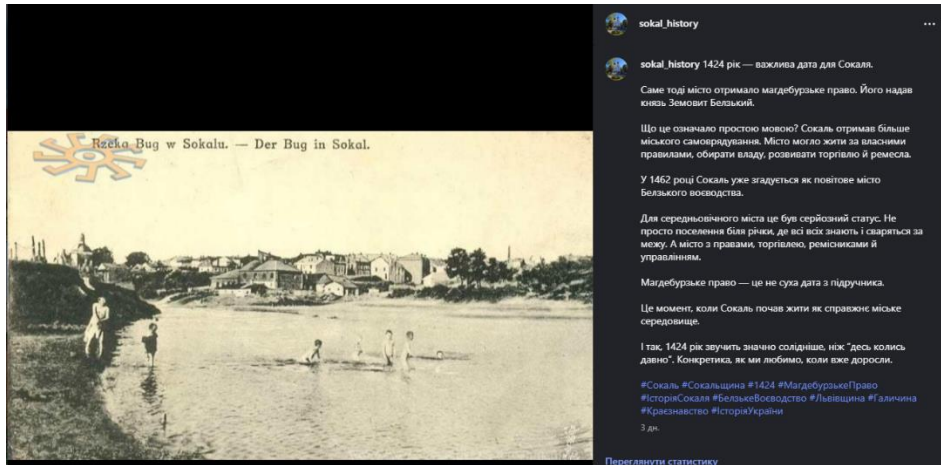 Rzeka Bug w Sokalu. — Der Bug in Sokal.
sokal_history
sokal_history 1424 рік — важлива дата для Сокаля.
Саме тоді місто отримало магдебурзьке право. Його надав
князь Земовит Белзький.
Що це означало простою мовою? Сокаль отримав більше
міського самоврядування. Місто могло жити за власними
правилами, обирати владу, розвивати торгівлю й ремесла.
У 1462 році Сокаль уже згадується як повітове місто
Белзького воєводства.
Для середньовічного міста це був серйозний статус. Не
просто поселення біля річки, де всі всіх знають і сваряться за
межу. А місто з правами, торгівлею, ремісниками й
управлінням.
Магдебурзьке право — це не суха дата з підручника.
Це момент, коли Сокаль почав жити як справжнє міське
середовище.
І так, 1424 рік звучить значно солідніше, ніж "десь колись
давно". Конкретика, як ми любимо, коли вже доросли.
#Сокаль #Сокальщина #1424 #МагдебурзькеПраво
#ІсторіяСокаля #БелзькеВоєводство #Львівщина #Галичина
#Краєзнавство #ІсторіяУкраїни
3 дн.
Переглянути статистику